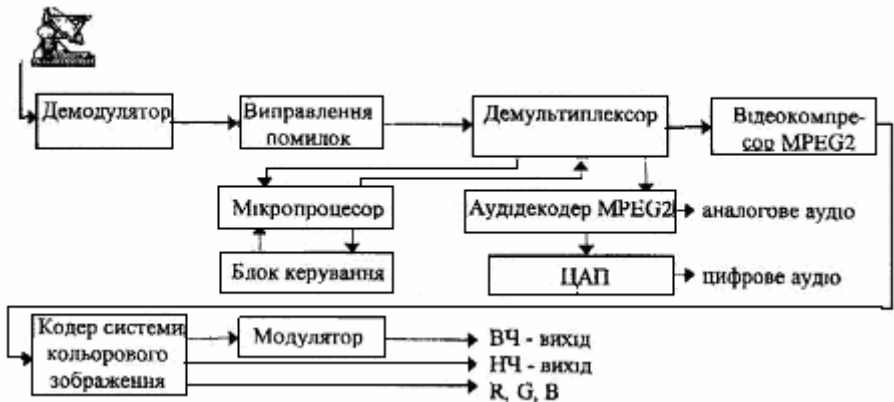 Демодулятор
Виправлення
помилок
Демультиплексор
Відеокомпре-
сор MPEG2
Мікропроцесор
Аудідекодер MPEG2
аналогове аудіо
Блок керування
ЦАП
цифрове аудіо
Кодер системи
кольорового
зображення
Модулятор
ВЧ - вихід
НЧ - вихід
R, G, B